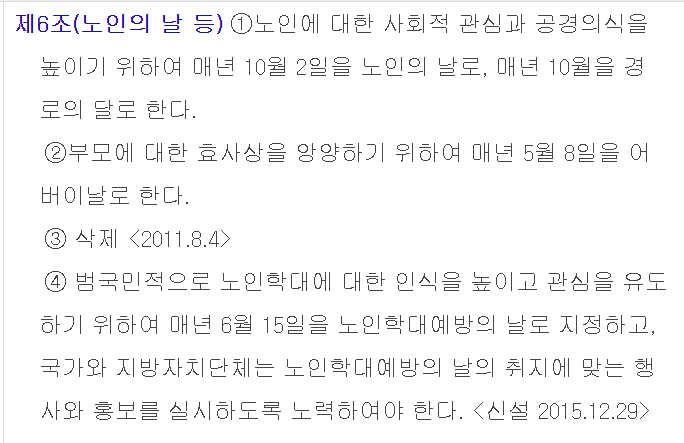 제6조(노인의 날 등) ①노인에 대한 사회적 관심과 공경의식을
높이기 위하여 매년 10월 2일을 노인의 날로, 매년 10월을 경
로의 달로 한다.
②부모에 대한 효사상을 앙양하기 위하여 매년 5월 8일을 어
버이날로 한다.
③ 삭제 <2011.8.4>
④ 범국민적으로 노인학대에 대한 인식을 높이고 관심을 유도
하기 위하여 매년 6월 15일을 노인학대예방의 날로 지정하고,
국가와 지방자치단체는 노인학대예방의 날의 취지에 맞는 행
사와 홍보를 실시하도록 노력하여야 한다. <신설 2015.12.29>